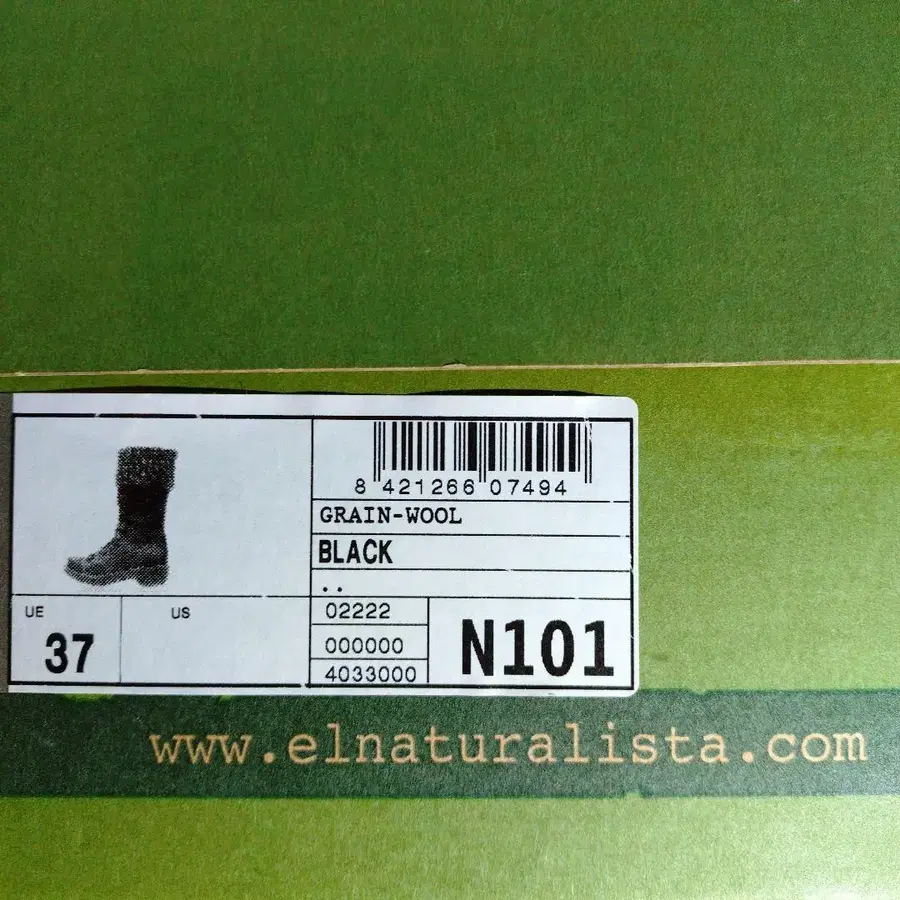 8 421266 07494
GRAIN-WOOL
BLACK
..
UE
37
US
02222
000000
4033000
N101
www.elnaturalista.com